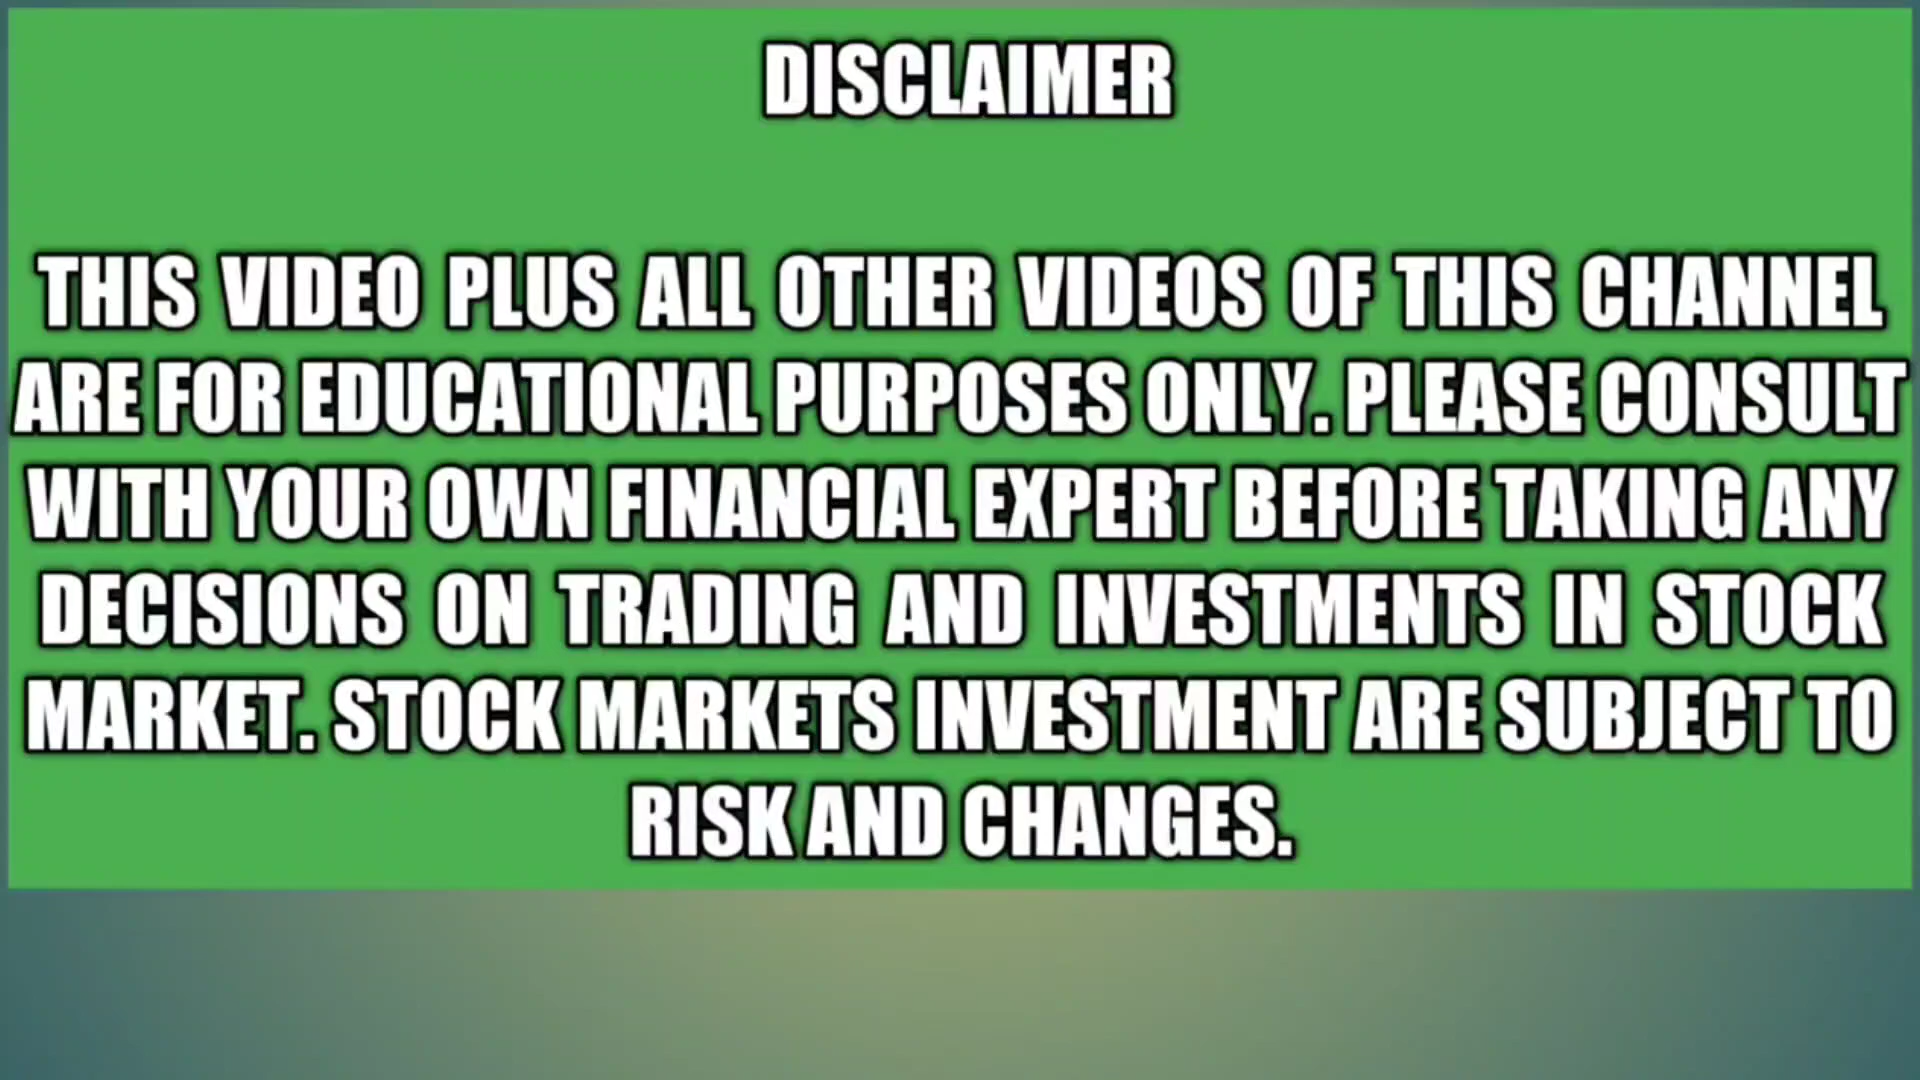 DISCLAIMER
THIS VIDEO PLUS ALL OTHER VIDEOS OF THIS CHANNEL
ARE FOR EDUCATIONAL PURPOSES ONLY. PLEASE CONSULT
WITH YOUR OWN FINANCIAL EXPERT BEFORE TAKING ANY
DECISIONS ON TRADING AND INVESTMENTS IN STOCK
MARKET. STOCK MARKETS INVESTMENT ARE SUBJECT TO
RISK AND CHANGES.